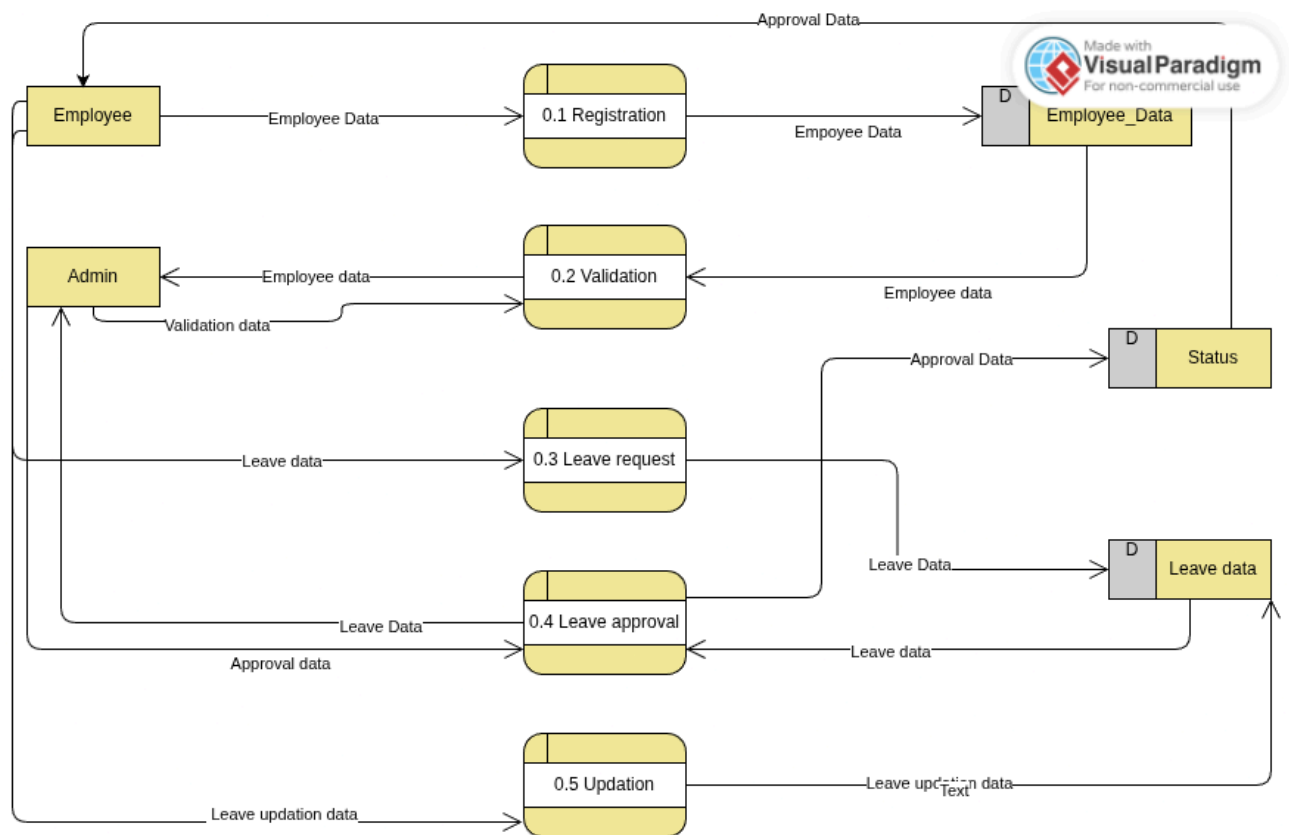 Approval Data
Made with
Visual Paradigm
For non-commercial use
Employee
Employee Data
0.1 Registration
Empoyee Data
D
Employee_Data
Admin
Employee data
0.2 Validation
Employee data
Validation data
D
Status
Approval Data
Leave data
0.3 Leave request
Leave Data
D
Leave data
Leave Data
0.4 Leave approval
Leave data
Approval data
0.5 Updation
Leave updation data
Text
Leave updation data